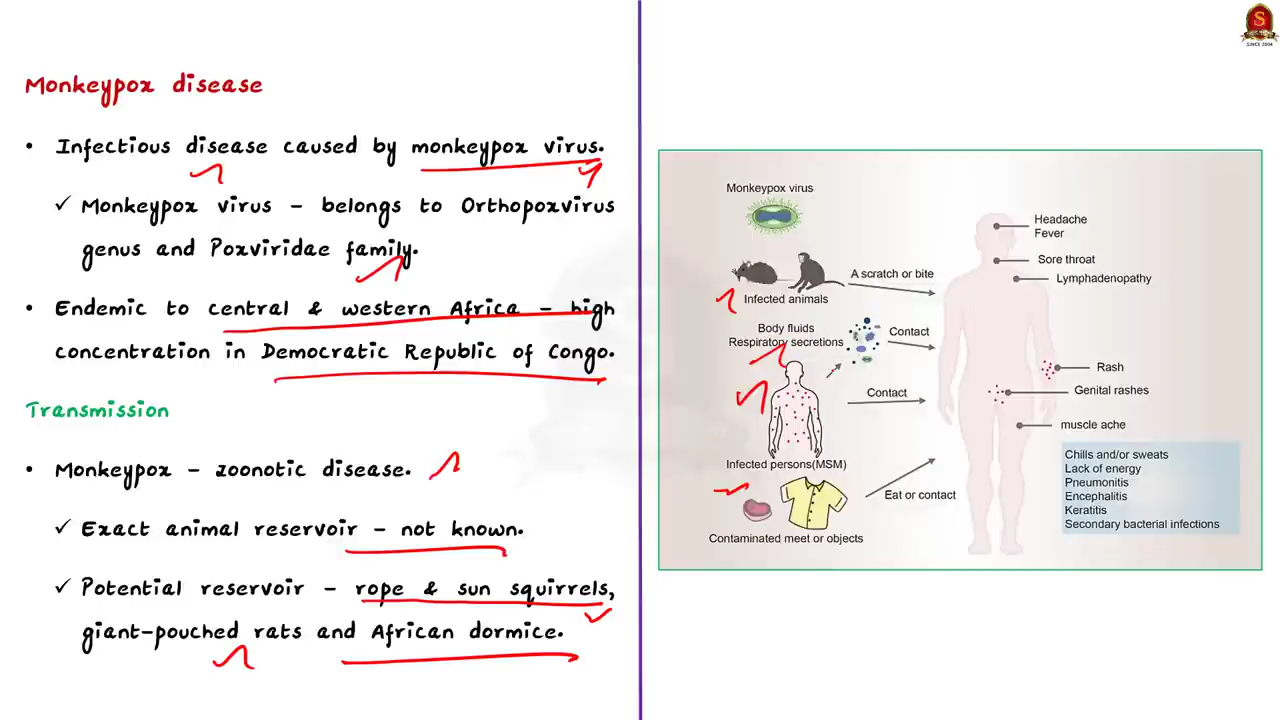 Monkeypox disease
• Infectious disease caused by monkeypox virus.
✓ Monkeypox virus – belongs to Orthopoxvirus
genus and Poxviridae family.
• Endemic to central & western Africa – high
concentration in Democratic Republic of Congo.
Transmission
• Monkeypox – zoonotic disease.
✓ Exact animal reservoir – not known.
✓ Potential reservoir – rope & sun squirrels,
giant-pouched rats and African dormice.
S
SINCE 2004
Monkeypox virus
Infected animals
A scratch or bite
Body fluids
Respiratory secretions
Contact
Contact
Infected persons(MSM)
Eat or contact
Contaminated meet or objects
Headache
Fever
Sore throat
Lymphadenopathy
Rash
Genital rashes
muscle ache
Chills and/or sweats
Lack of energy
Pneumonitis
Encephalitis
Keratitis
Secondary bacterial infections